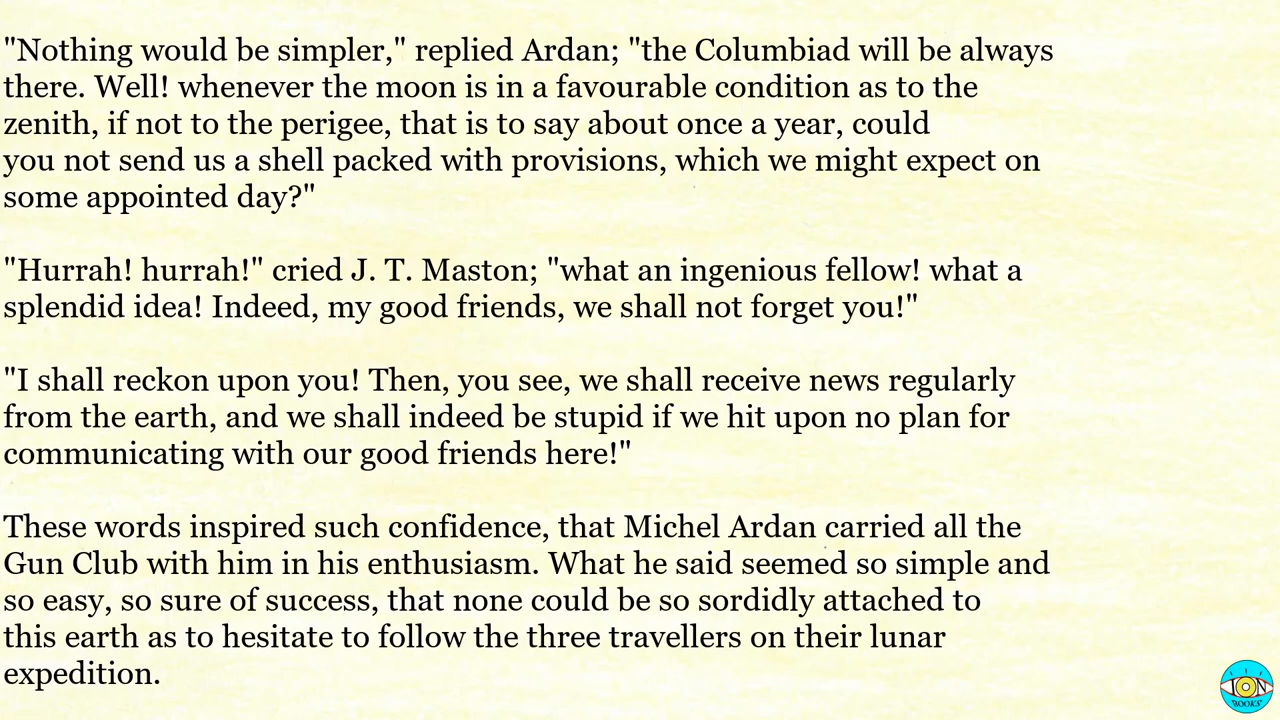 "Nothing would be simpler," replied Ardan; "the Columbiad will be always
there. Well! whenever the moon is in a favourable condition as to the
zenith, if not to the perigee, that is to say about once a year, could
you not send us a shell packed with provisions, which we might expect on
some appointed day?"
"Hurrah! hurrah!" cried J. T. Maston; "what an ingenious fellow! what a
splendid idea! Indeed, my good friends, we shall not forget you!"
"I shall reckon upon you! Then, you see, we shall receive news regularly
from the earth, and we shall indeed be stupid if we hit upon no plan for
communicating with our good friends here!"
These words inspired such confidence, that Michel Ardan carried all the
Gun Club with him in his enthusiasm. What he said seemed so simple and
so easy, so sure of success, that none could be so sordidly attached to
this earth as to hesitate to follow the three travellers on their lunar
expedition.
ION
BOOKS